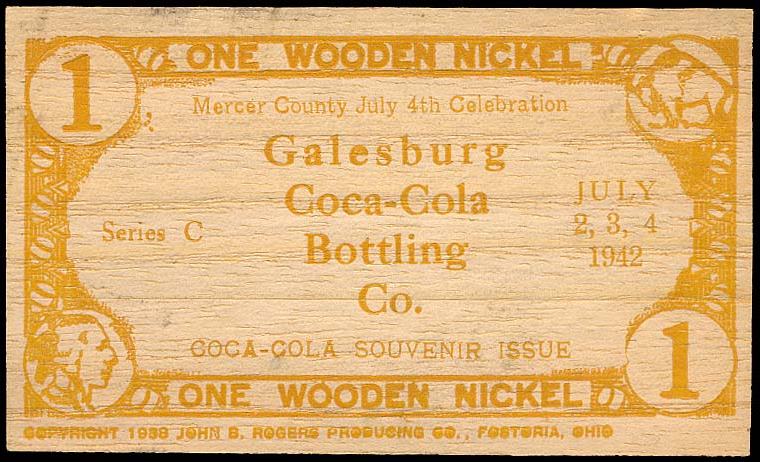 1 ONE WOODEN NICKEL
Mercer County July 4th Celebration
Galesburg
Coca-Cola
Bottling
Co.
Series C
JULY
2, 3, 4
1942
COCA-COLA SOUVENIR ISSUE
ONE WOODEN NICKEL 1
COPYRIGHT 1938 JOHN B. ROGERS PRODUCING CO., FOSTORIA, OHIO